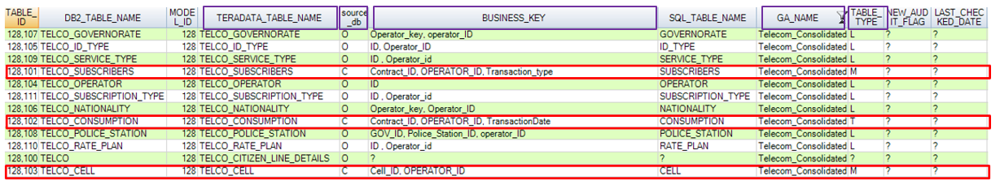 TABLE_ID DB2_TABLE_NAME MODEL_ID TERADATA_TABLE_NAME source_db BUSINESS_KEY SQL_TABLE_NAME GA_NAME TABLE_TYPE NEW_AUDIT_FLAG LAST_CHECKED_DATE
128,107 TELCO_GOVERNORATE 128 TELCO_GOVERNORATE O Operator_key, operator_ID GOVERNORATE Telecom_Consolidated L ? ?
128,105 TELCO_ID_TYPE 128 TELCO_ID_TYPE O ID, Operator_ID ID_TYPE Telecom_Consolidated L ? ?
128,109 TELCO_SERVICE_TYPE 128 TELCO_SERVICE_TYPE O ID , Operator_id SERVICE_TYPE Telecom_Consolidated L ? ?
128,101 TELCO_SUBSCRIBERS 128 TELCO_SUBSCRIBERS C Contract_ID, OPERATOR_ID, Transaction_type SUBSCRIBERS Telecom_Consolidated M ? ?
128,104 TELCO_OPERATOR 128 TELCO_OPERATOR O ID OPERATOR Telecom_Consolidated L ? ?
128,111 TELCO_SUBSCRIPTION_TYPE 128 TELCO_SUBSCRIPTION_TYPE O ID , Operator_id SUBSCRIPTION_TYPE Telecom_Consolidated L ? ?
128,106 TELCO_NATIONALITY 128 TELCO_NATIONALITY O Operator_key, Operator_ID NATIONALITY Telecom_Consolidated L ? ?
128,102 TELCO_CONSUMPTION 128 TELCO_CONSUMPTION C Contract_ID, OPERATOR_ID, TransactionDate CONSUMPTION Telecom_Consolidated T ? ?
128,108 TELCO_POLICE_STATION 128 TELCO_POLICE_STATION O GOV_ID, Police_Station_ID, operator_ID POLICE_STATION Telecom_Consolidated L ? ?
128,110 TELCO_RATE_PLAN 128 TELCO_RATE_PLAN O ID , Operator_id RATE_PLAN Telecom_Consolidated L ? ?
128,100 TELCO 128 TELCO_CITIZEN_LINE_DETAILS O ? ? Telecom_Consolidated ? ? ?
128,103 TELCO_CELL 128 TELCO_CELL C Cell_ID, OPERATOR_ID CELL Telecom_Consolidated M ? ?